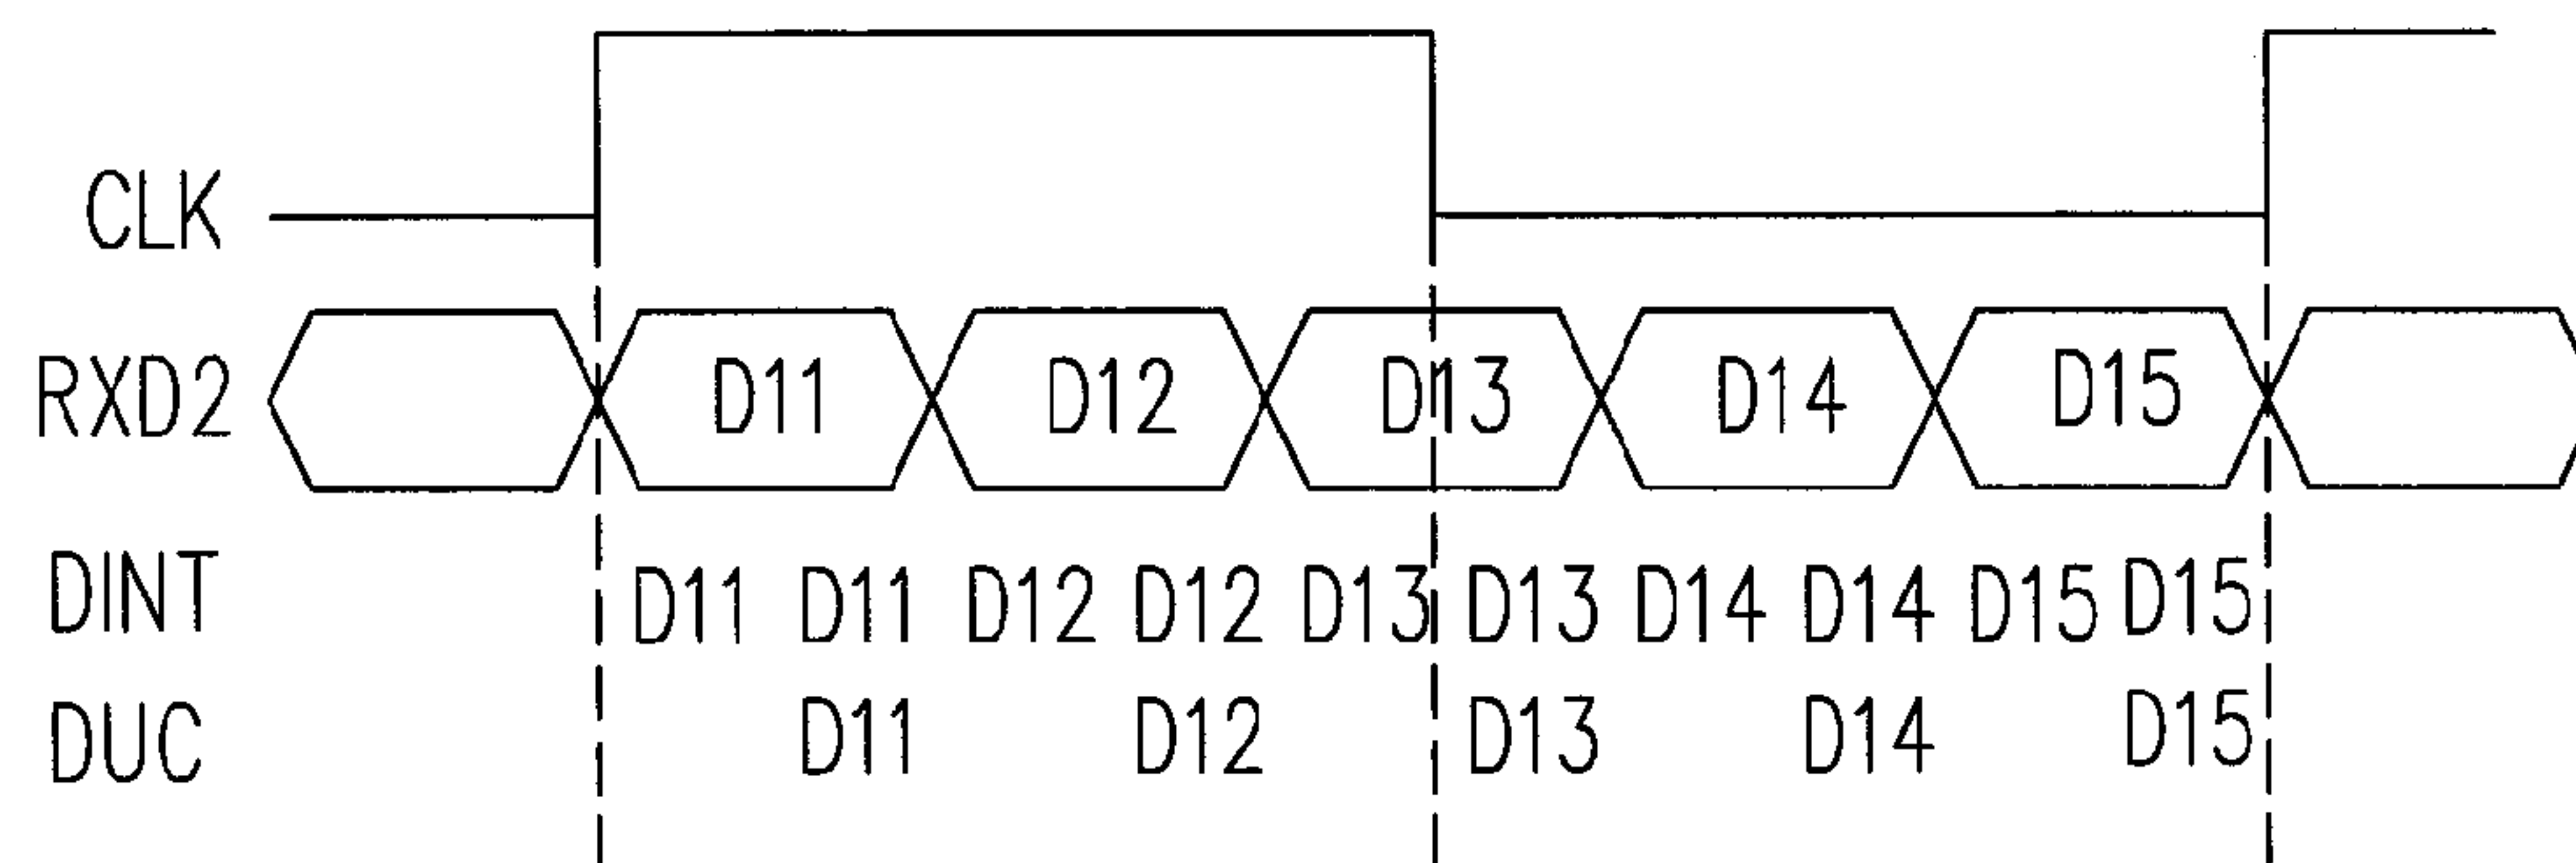 CLK
RXD2 D11 D12 D13 D14 D15
DINT D11 D11 D12 D12 D13 D13 D14 D14 D15 D15
DUC D11 D12 D13 D14 D15